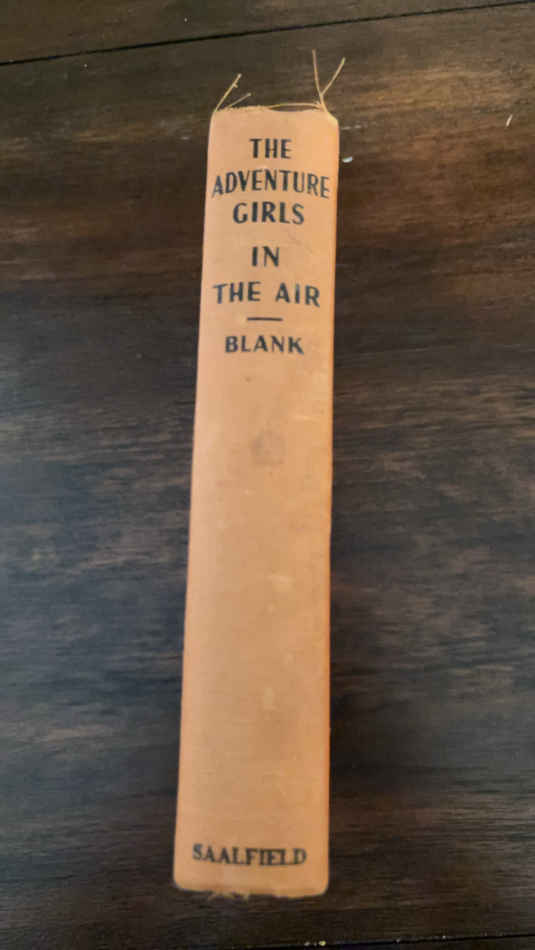 THE
ADVENTURE
GIRLS
IN
THE AIR
BLANK
SAALFIELD